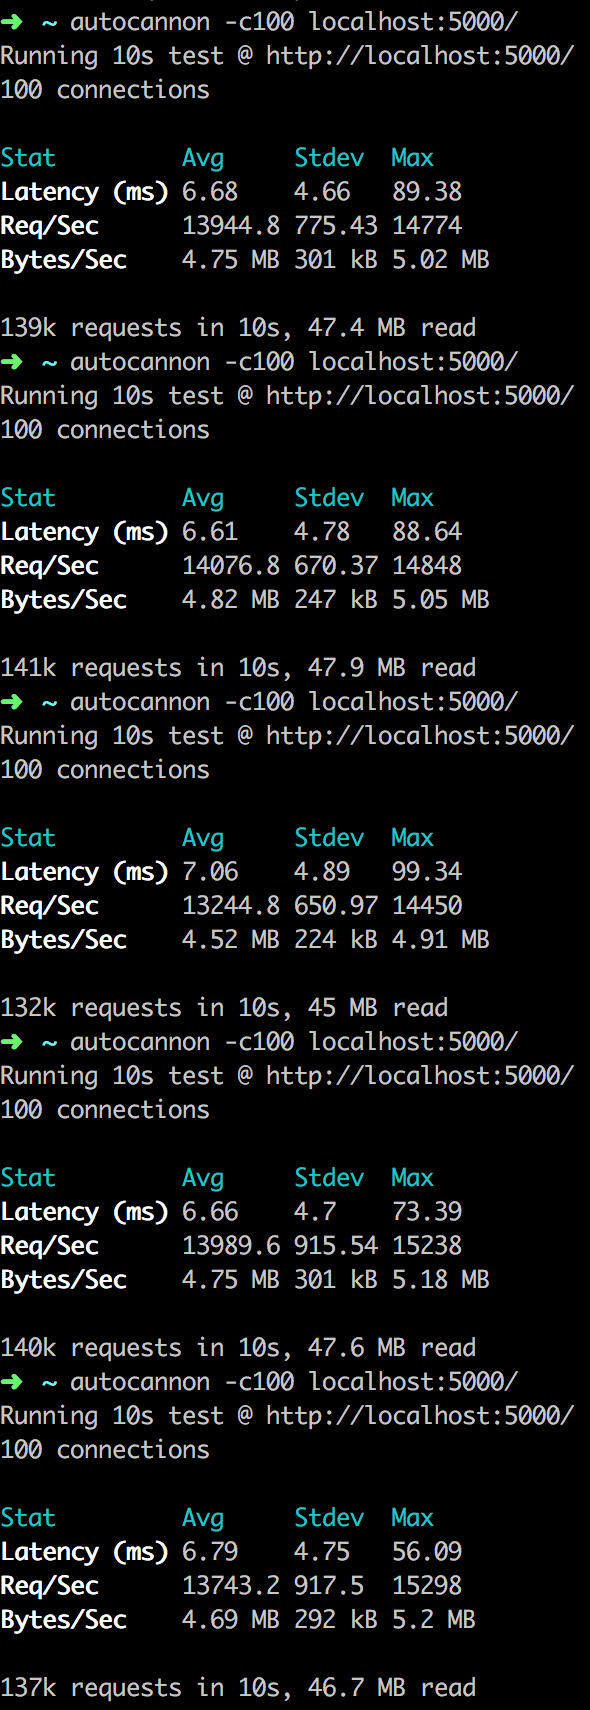 ➜ ~ autocannon -c100 localhost:5000/
Running 10s test @ http://localhost:5000/
100 connections
Stat Avg Stdev Max
Latency (ms) 6.68 4.66 89.38
Req/Sec 13944.8 775.43 14774
Bytes/Sec 4.75 MB 301 kB 5.02 MB
139k requests in 10s, 47.4 MB read
➜ ~ autocannon -c100 localhost:5000/
Running 10s test @ http://localhost:5000/
100 connections
Stat Avg Stdev Max
Latency (ms) 6.61 4.78 88.64
Req/Sec 14076.8 670.37 14848
Bytes/Sec 4.82 MB 247 kB 5.05 MB
141k requests in 10s, 47.9 MB read
➜ ~ autocannon -c100 localhost:5000/
Running 10s test @ http://localhost:5000/
100 connections
Stat Avg Stdev Max
Latency (ms) 7.06 4.89 99.34
Req/Sec 13244.8 650.97 14450
Bytes/Sec 4.52 MB 224 kB 4.91 MB
132k requests in 10s, 45 MB read
➜ ~ autocannon -c100 localhost:5000/
Running 10s test @ http://localhost:5000/
100 connections
Stat Avg Stdev Max
Latency (ms) 6.66 4.7 73.39
Req/Sec 13989.6 915.54 15238
Bytes/Sec 4.75 MB 301 kB 5.18 MB
140k requests in 10s, 47.6 MB read
➜ ~ autocannon -c100 localhost:5000/
Running 10s test @ http://localhost:5000/
100 connections
Stat Avg Stdev Max
Latency (ms) 6.79 4.75 56.09
Req/Sec 13743.2 917.5 15298
Bytes/Sec 4.69 MB 292 kB 5.2 MB
137k requests in 10s, 46.7 MB read